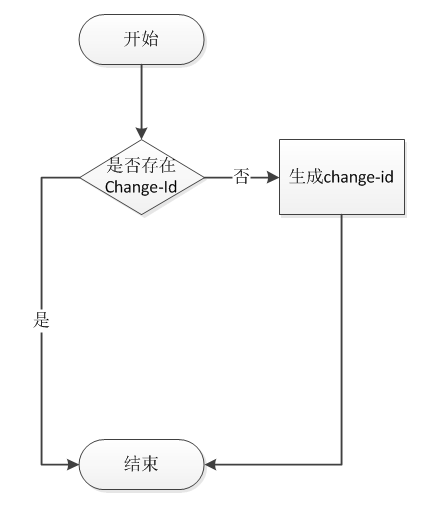 开始
是否存在
Change-Id
否
生成change-id
是
结束